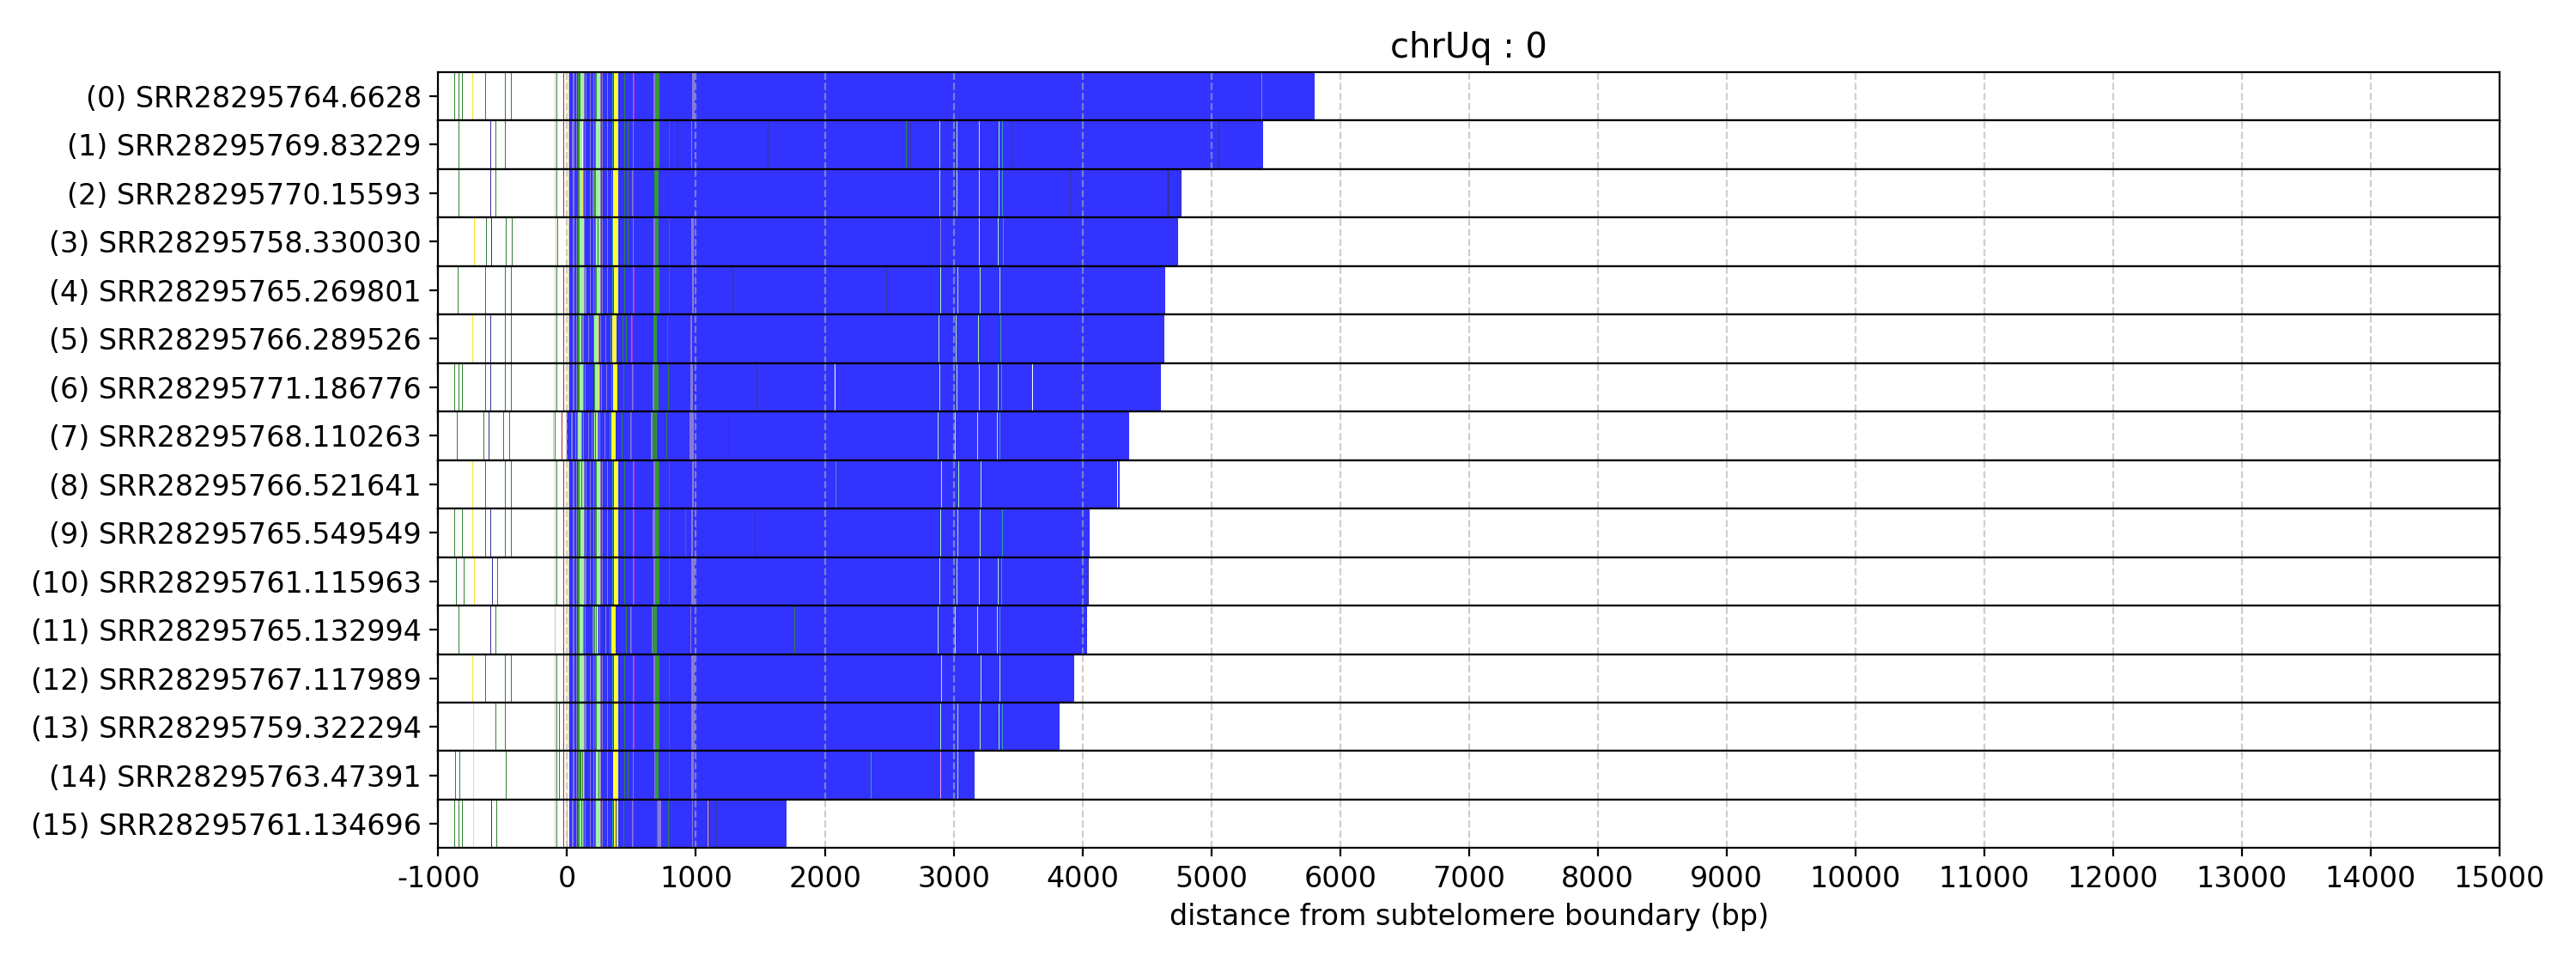 chrUq : 0
(0) SRR28295764.6628
(1) SRR28295769.83229
(2) SRR28295770.15593
(3) SRR28295758.330030
(4) SRR28295765.269801
(5) SRR28295766.289526
(6) SRR28295771.186776
(7) SRR28295768.110263
(8) SRR28295766.521641
(9) SRR28295765.549549
(10) SRR28295761.115963
(11) SRR28295765.132994
(12) SRR28295767.117989
(13) SRR28295759.322294
(14) SRR28295763.47391
(15) SRR28295761.134696
-1000 0 1000 2000 3000 4000 5000 6000 7000 8000 9000 10000 11000 12000 13000 14000 15000
distance from subtelomere boundary (bp)